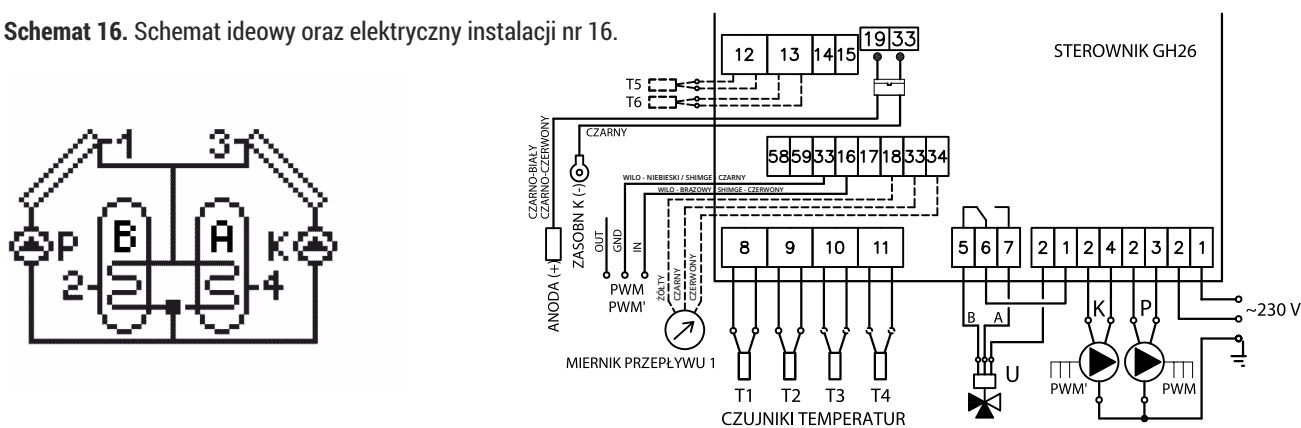 Schemat 16. Schemat ideowy oraz elektryczny instalacji nr 16.
1 3
B A
P K
2 4
STEROWNIK GH26
19 33
12 13 14 15
T5
T6
CZARNY
CZARNO-BIAŁY
CZARNO-CZERWONY
ZASOBN K (-)
ANODA (+)
58 59 33 16 17 18 33 34
WILO - NIEBIESKI / SHIMGE - CZARNY
WILO - BRĄZOWY / SHIMGE - CZERWONY
OUT
GND
IN
PWM
PWM'
ŻÓŁTY
CZARNY
CZERWONY
MIERNIK PRZEPŁYWU 1
8 9 10 11
T1 T2 T3 T4
CZUJNIKI TEMPERATUR
5 6 7 2 1 2 4 2 3 2 1
B A
U
K P
PWM' PWM
~230 V